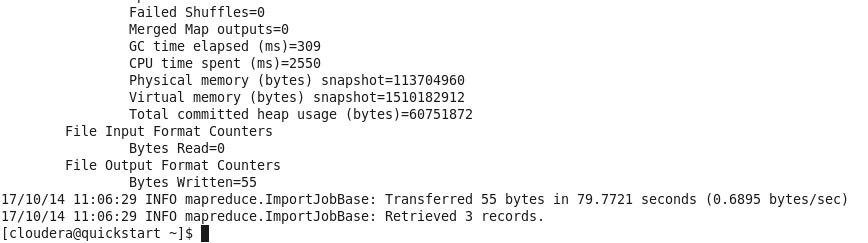 Failed Shuffles=0
Merged Map outputs=0
GC time elapsed (ms)=309
CPU time spent (ms)=2550
Physical memory (bytes) snapshot=113704960
Virtual memory (bytes) snapshot=1510182912
Total committed heap usage (bytes)=60751872
File Input Format Counters
Bytes Read=0
File Output Format Counters
Bytes Written=55
17/10/14 11:06:29 INFO mapreduce.ImportJobBase: Transferred 55 bytes in 79.7721 seconds (0.6895 bytes/sec)
17/10/14 11:06:29 INFO mapreduce.ImportJobBase: Retrieved 3 records.
[cloudera@quickstart ~]$